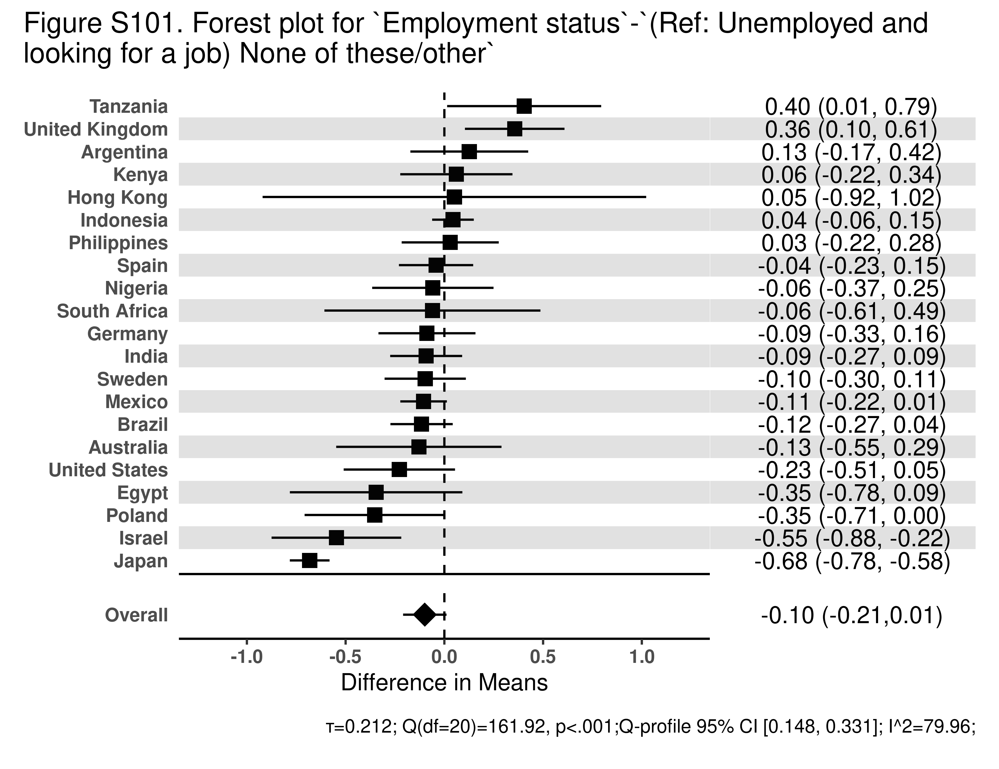 Figure S101. Forest plot for `Employment status`-`(Ref: Unemployed and
looking for a job) None of these/other`
Tanzania 0.40 (0.01, 0.79)
United Kingdom 0.36 (0.10, 0.61)
Argentina 0.13 (-0.17, 0.42)
Kenya 0.06 (-0.22, 0.34)
Hong Kong 0.05 (-0.92, 1.02)
Indonesia 0.04 (-0.06, 0.15)
Philippines 0.03 (-0.22, 0.28)
Spain -0.04 (-0.23, 0.15)
Nigeria -0.06 (-0.37, 0.25)
South Africa -0.06 (-0.61, 0.49)
Germany -0.09 (-0.33, 0.16)
India -0.09 (-0.27, 0.09)
Sweden -0.10 (-0.30, 0.11)
Mexico -0.11 (-0.22, 0.01)
Brazil -0.12 (-0.27, 0.04)
Australia -0.13 (-0.55, 0.29)
United States -0.23 (-0.51, 0.05)
Egypt -0.35 (-0.78, 0.09)
Poland -0.35 (-0.71, 0.00)
Israel -0.55 (-0.88, -0.22)
Japan -0.68 (-0.78, -0.58)
Overall -0.10 (-0.21,0.01)
-1.0 -0.5 0.0 0.5 1.0
Difference in Means
τ=0.212; Q(df=20)=161.92, p<.001;Q-profile 95% CI [0.148, 0.331]; I^2=79.96;